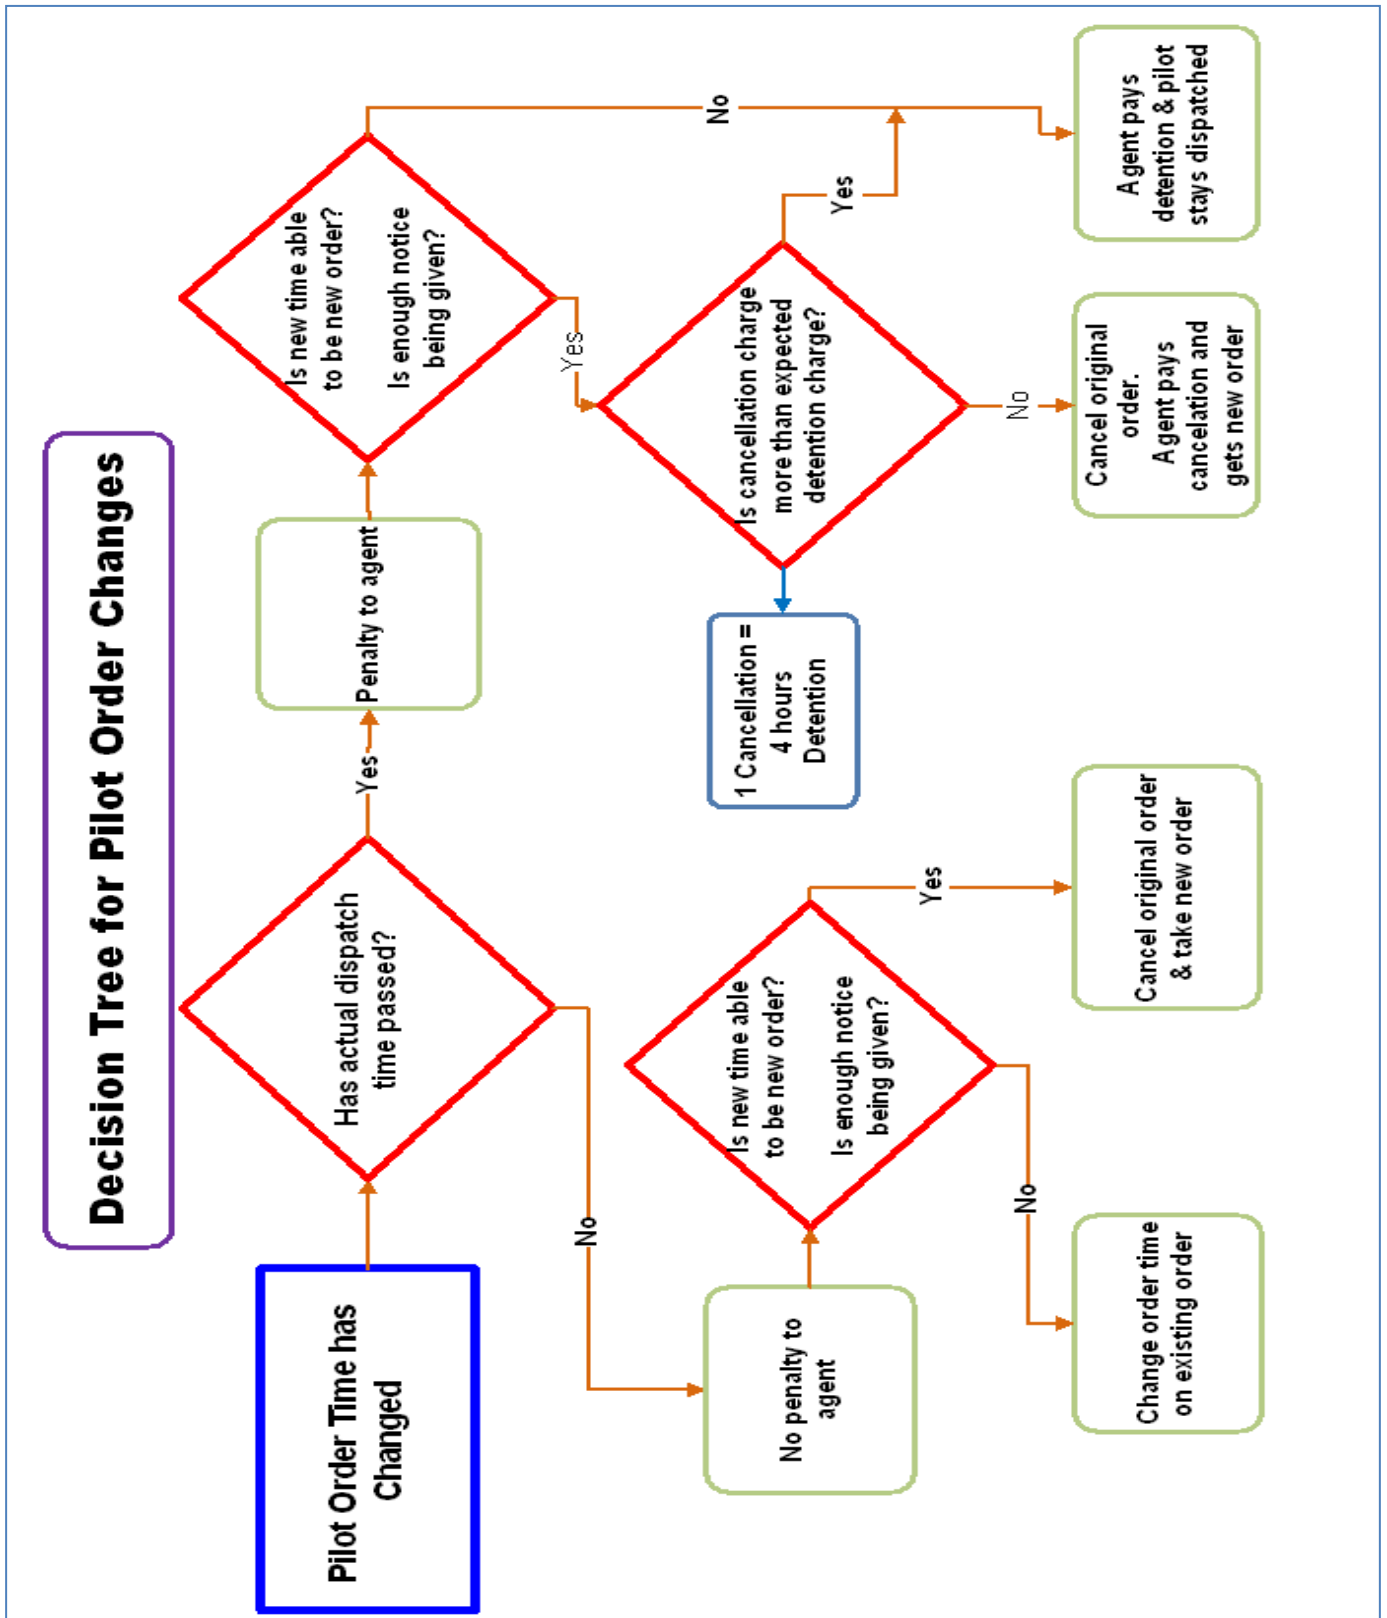 Decision Tree for Pilot Order Changes
Pilot Order Time has
Changed
Has actual dispatch
time passed?
Yes
Penalty to agent
Is new time able
to be new order?
Is enough notice
being given?
No
Yes
No
No penalty to
agent
Is new time able
to be new order?
Is enough notice
being given?
Yes
No
1 Cancellation =
4 hours
Detention
Is cancellation charge
more than expected
detention charge?
Yes
No
Change order time
on existing order
Cancel original order
& take new order
Cancel original
order.
Agent pays
cancelation and
gets new order
Agent pays
detention & pilot
stays dispatched